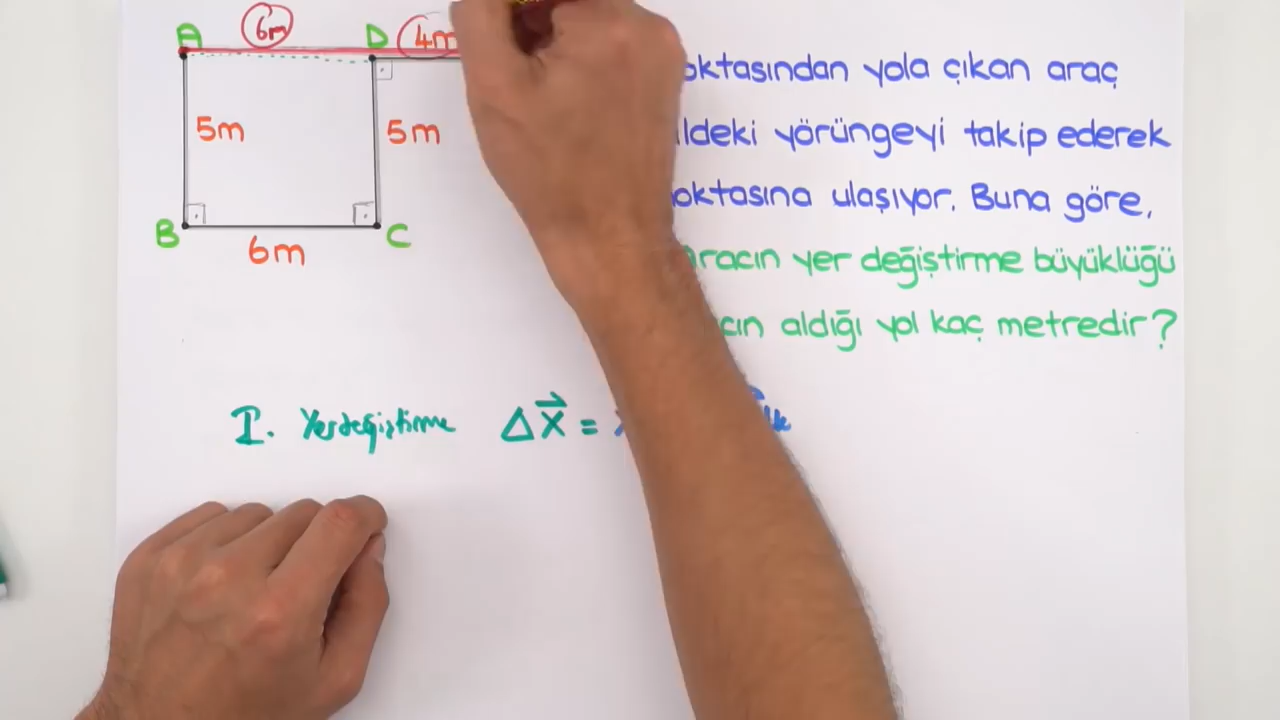 A 6m D 4m
oktasından yola çıkan araç
5m 5m
ildeki yörüngeyi takip ederek
oktasına ulaşıyor. Buna göre,
B 6m C
aracın yer değiştirme büyüklüğü
cın aldığı yol kaç metredir?
I. Yerdeğiştirme ΔX⃗ =